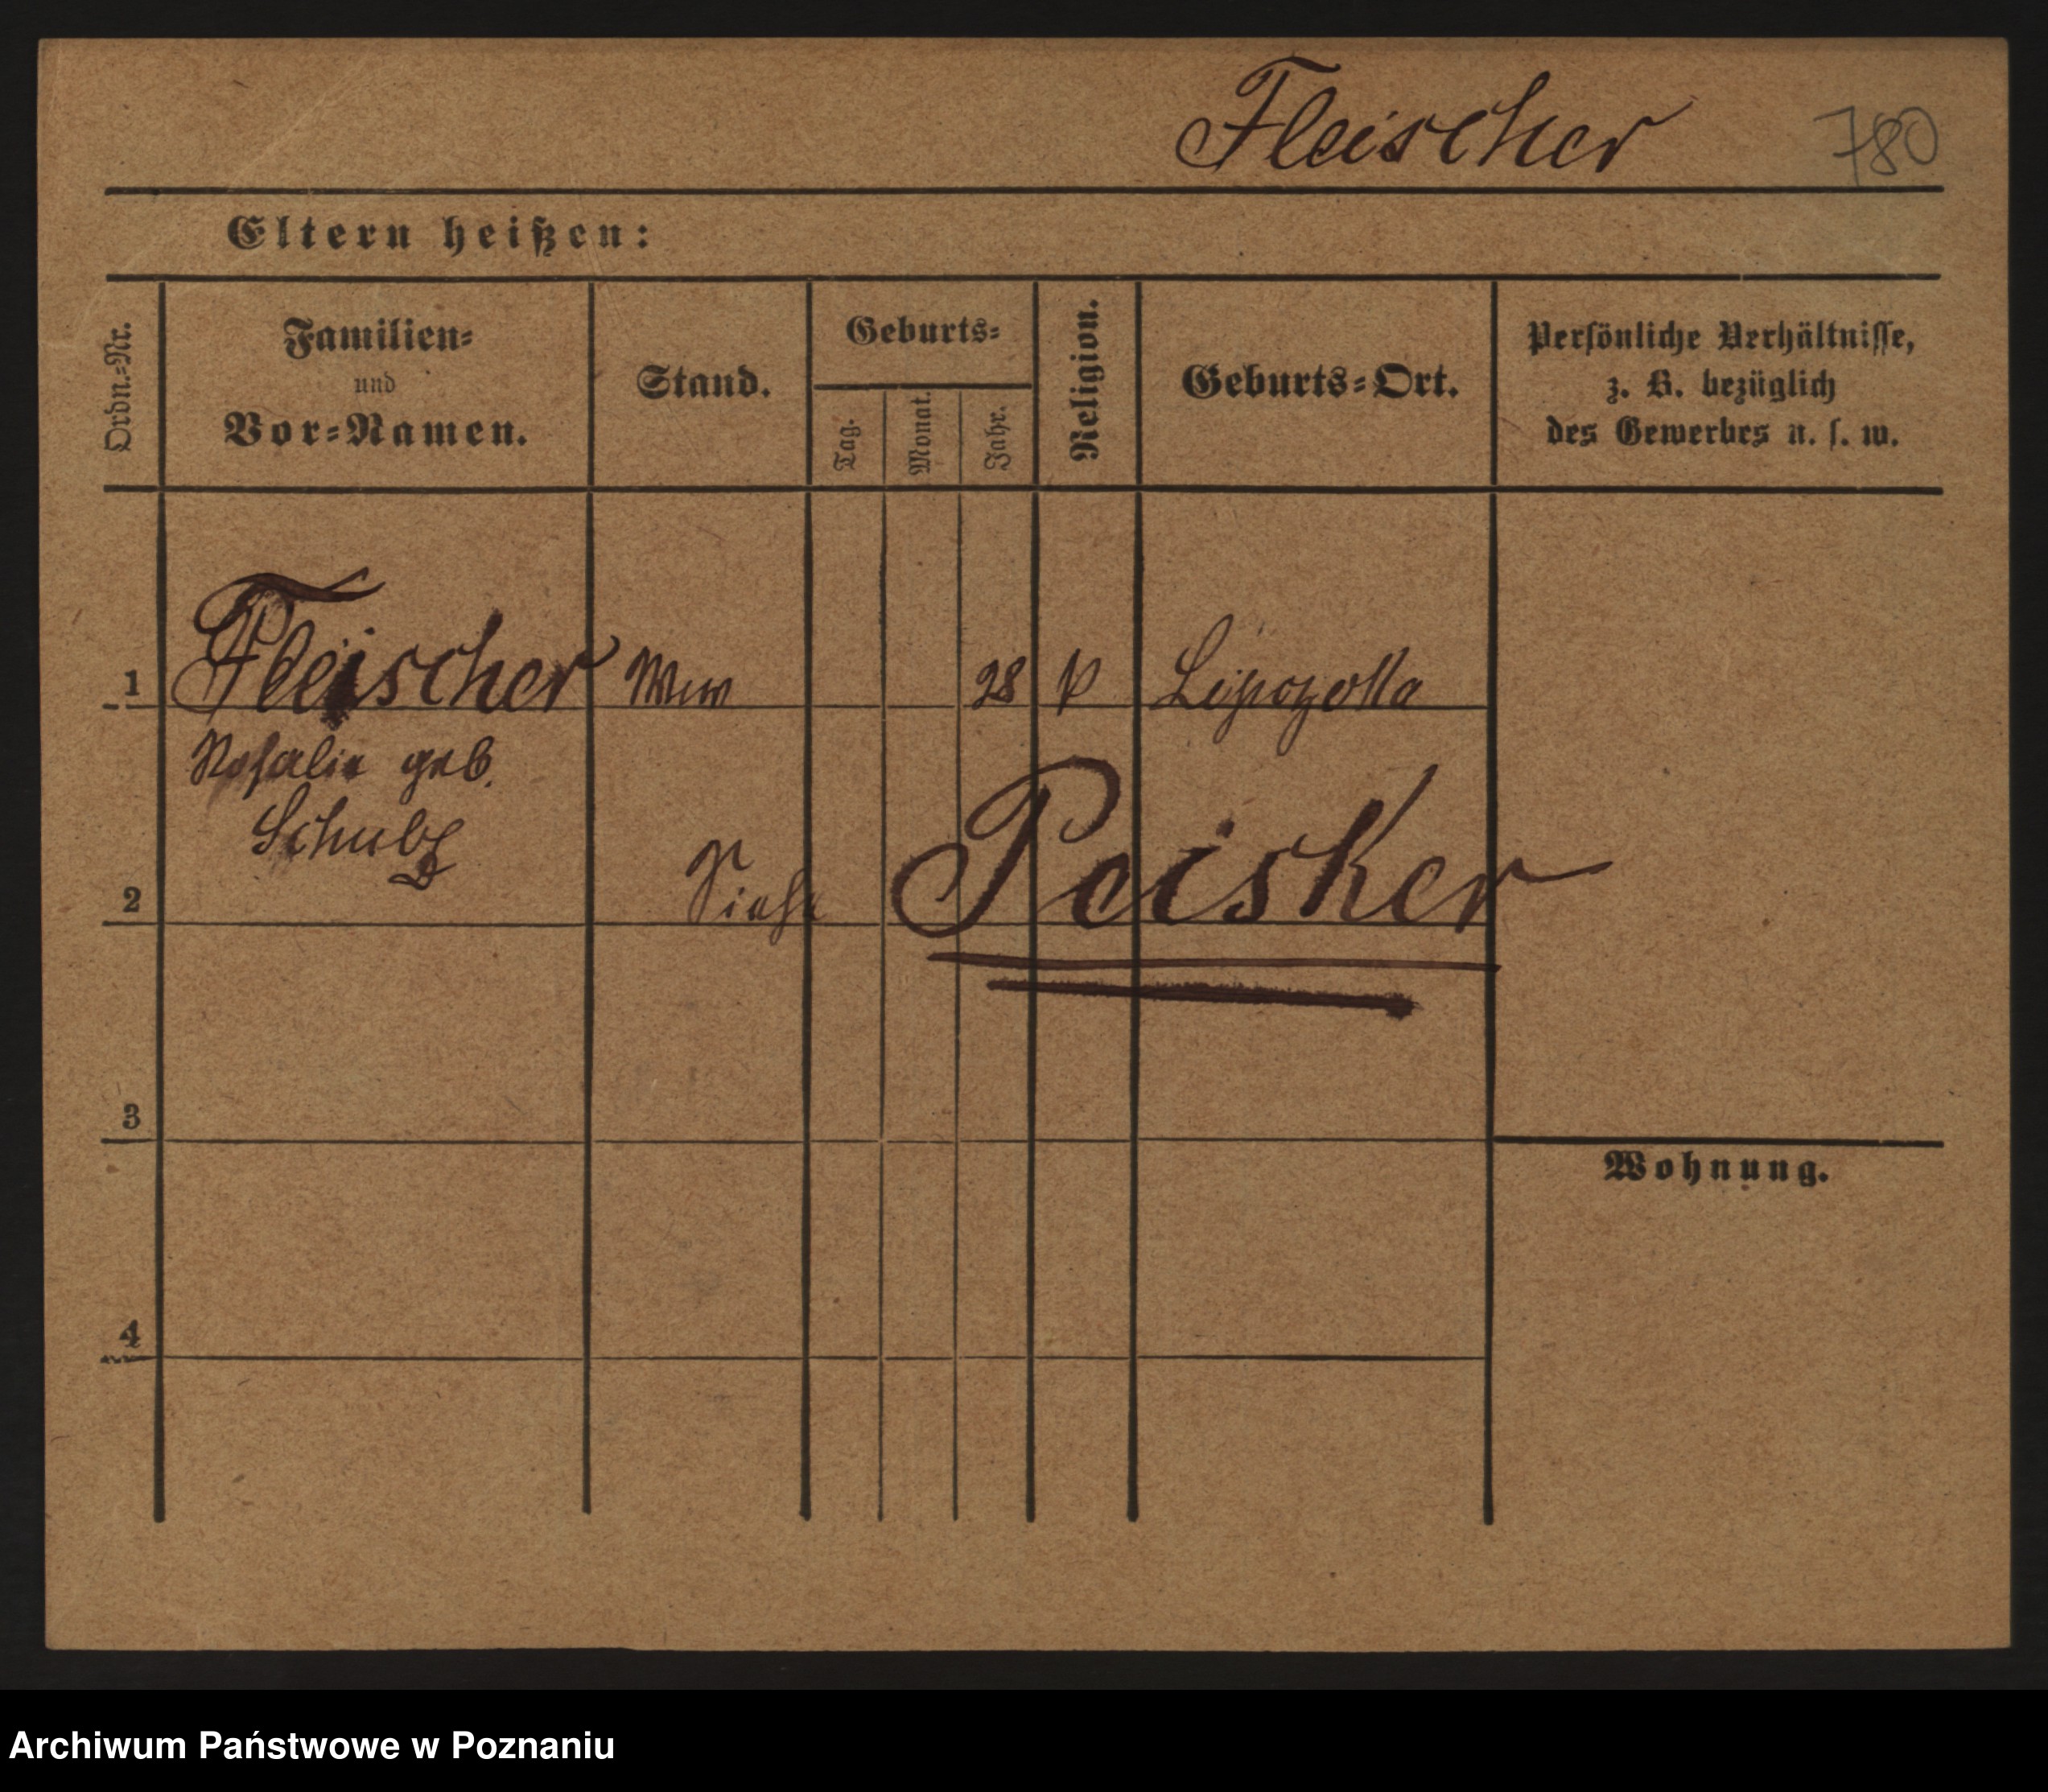 Fleischer 780
Eltern heißen:
Ordn.-Nr.
Familien-
und
Vor-Namen.
Stand.
Geburts-
Tag.
Monat.
Jahr.
Religion.
Geburts-Ort.
Persönliche Verhältnisse,
z. B. bezüglich
des Gewerbes u. s. w.
1 Fleischer Wwe 28
Rosalie geb.
Schulz
2 Siehe Peisker
3
Wohnung.
4
Archiwum Państwowe w Poznaniu